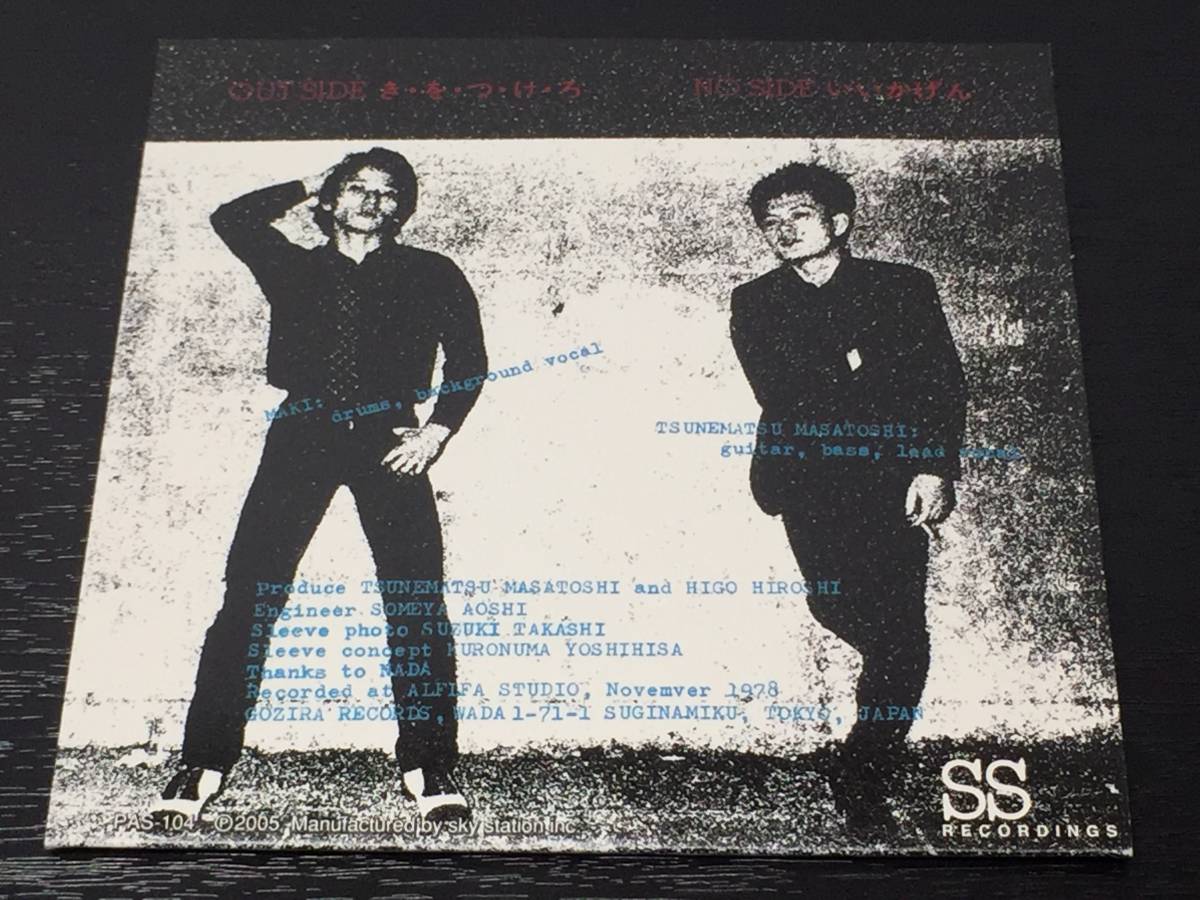 OUT SIDE き・を・つ・け・ろ
NO SIDE いいかげん
MAKI:
drums, background vocal
TSUNEMATSU MASATOSHI:
guitar, bass, lead vocal
Produce TSUNEMATSU MASATOSHI and HIGO HIROSHI
Engineer SOMEYA AOSHI
Sleeve photo SUZUKI TAKASHI
Sleeve concept KURONUMA YOSHIHISA
Thanks to NADA
Recorded at ALFLFA STUDIO, Novemver 1978
GOZIRA RECORDS, WADA 1-71-1 SUGINAMIKU, TOKYO, JAPAN
PAS-104 ℗©2005 Manufactured by sky station inc
SS
RECORDINGS